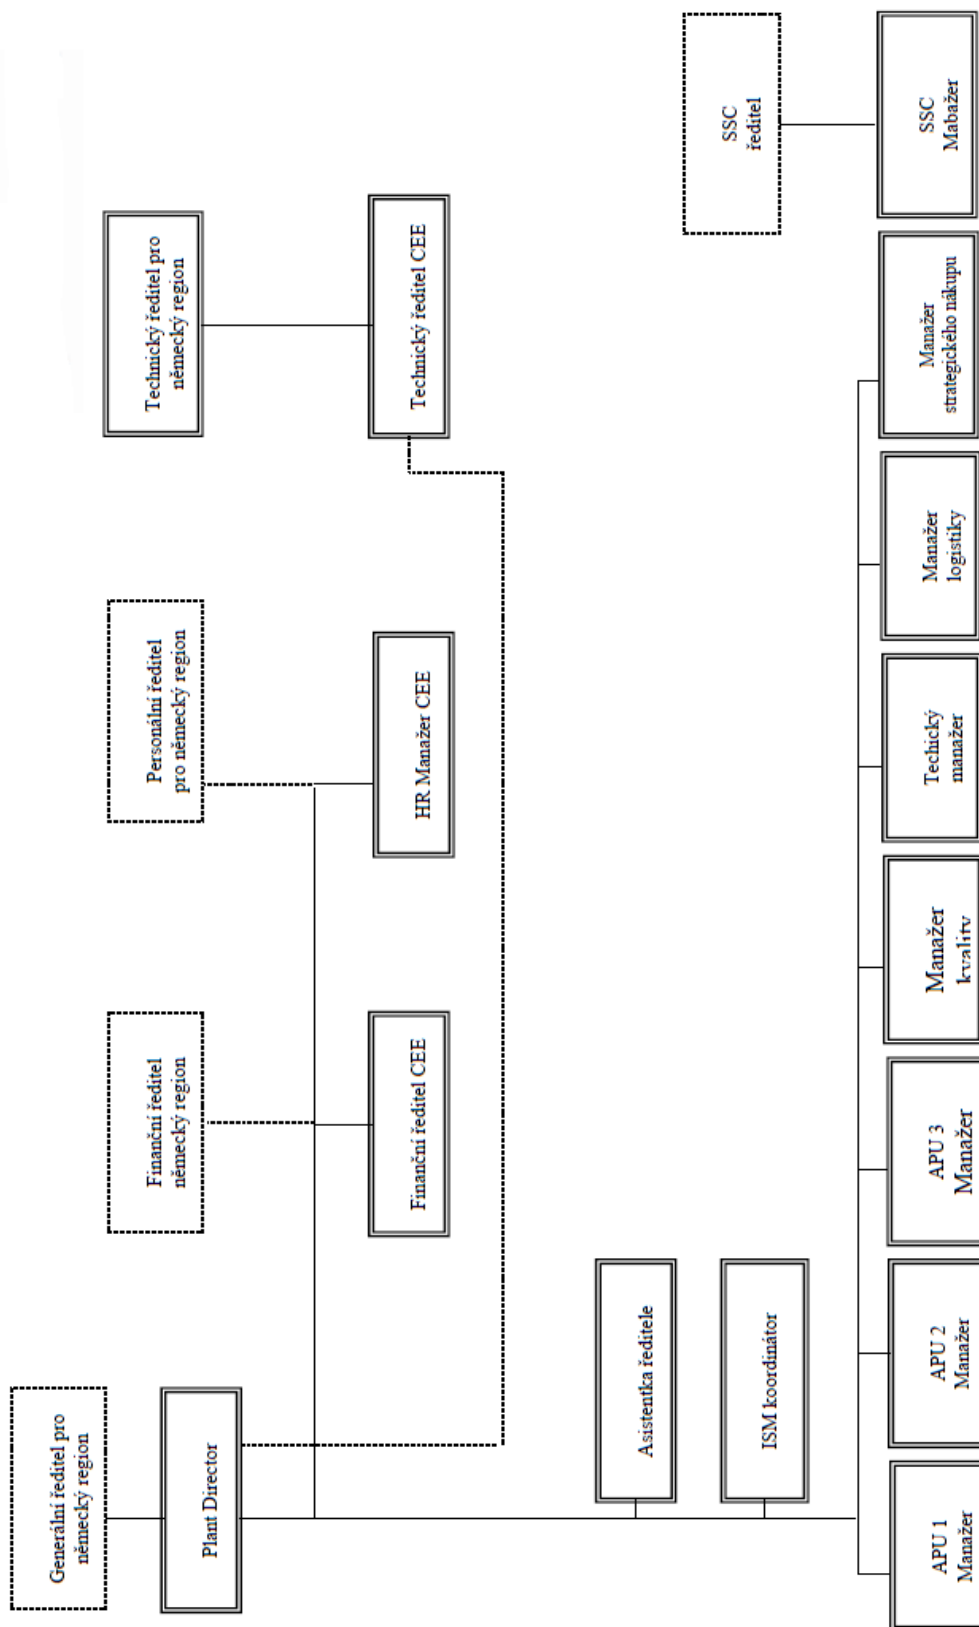 Generální ředitel pro
německý region
Finanční ředitel
německý region
Personální ředitel
pro německý region
Technický ředitel pro
německý region
Plant Director
Finanční ředitel CEE
HR Manažer CEE
Technický ředitel CEE
Asistentka ředitele
ISM koordinátor
SSC
ředitel
APU 1
Manažer
APU 2
Manažer
APU 3
Manažer
Manažer
kvality
Techický
manažer
Manažer
logistiky
Manažer
strategického nákupu
SSC
Mabažer